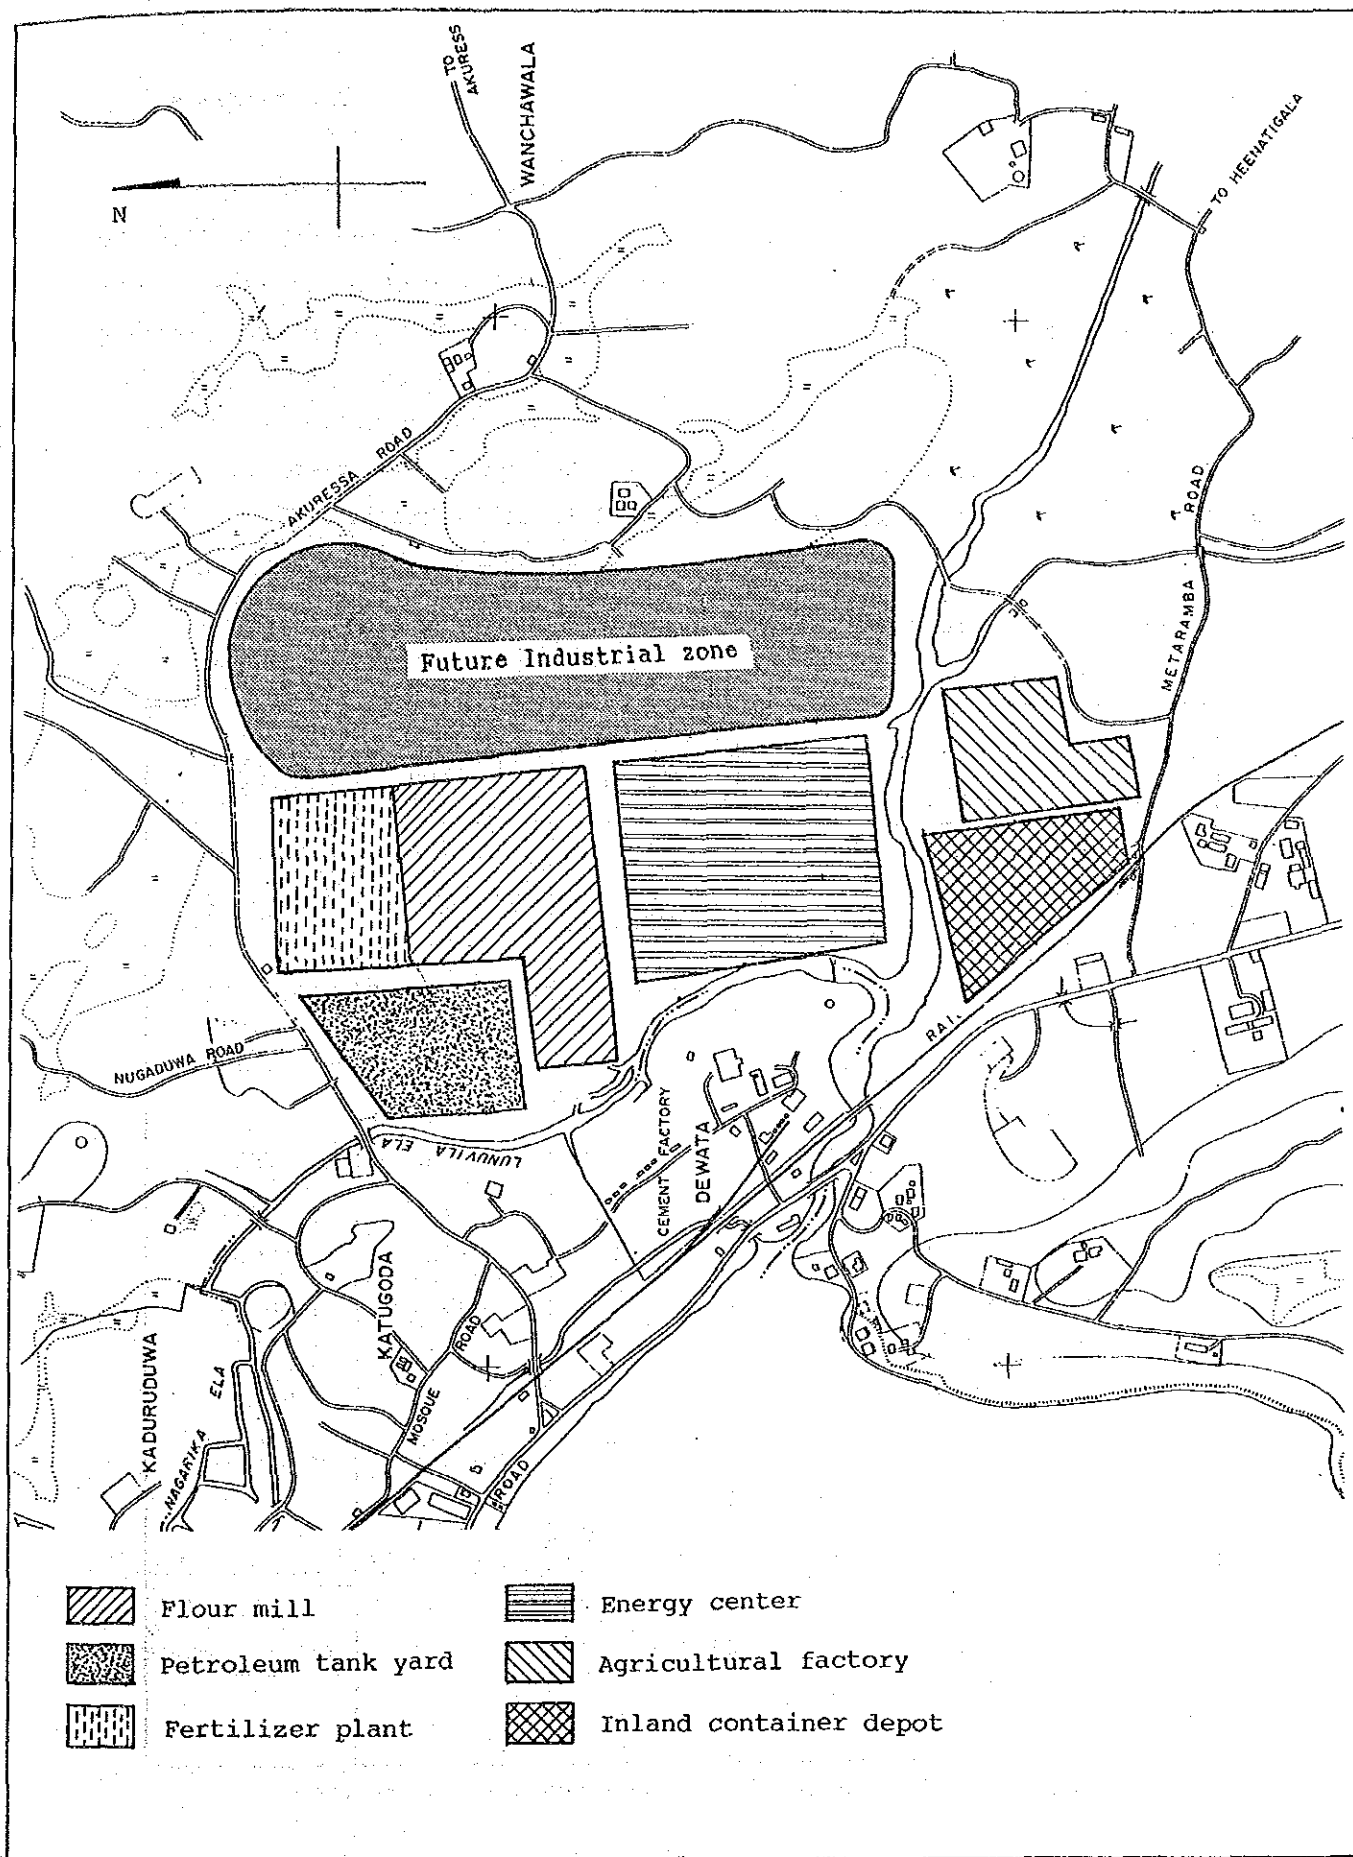 TO
AKURESS
WANCHAWALA
TO HEENATIGALA
N
AKURESSA ROAD
METARAMBA ROAD
Future Industrial zone
NUGADUWA ROAD
LUNUVILA ELA
CEMENT FACTORY
DEWATA
RAI
KATUGODA
MOSQUE ROAD
KADURUDUWA
NAGARIKA ELA
ROAD
Flour mill
Energy center
Petroleum tank yard
Agricultural factory
Fertilizer plant
Inland container depot